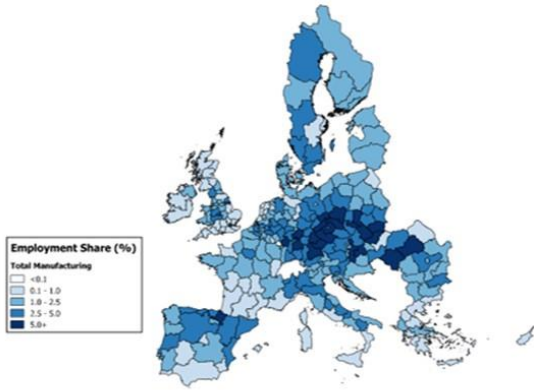 Employment Share (%)
Total Manufacturing
<0.1
0.1 - 1.0
1.0 - 2.5
2.5 - 5.0
5.0+